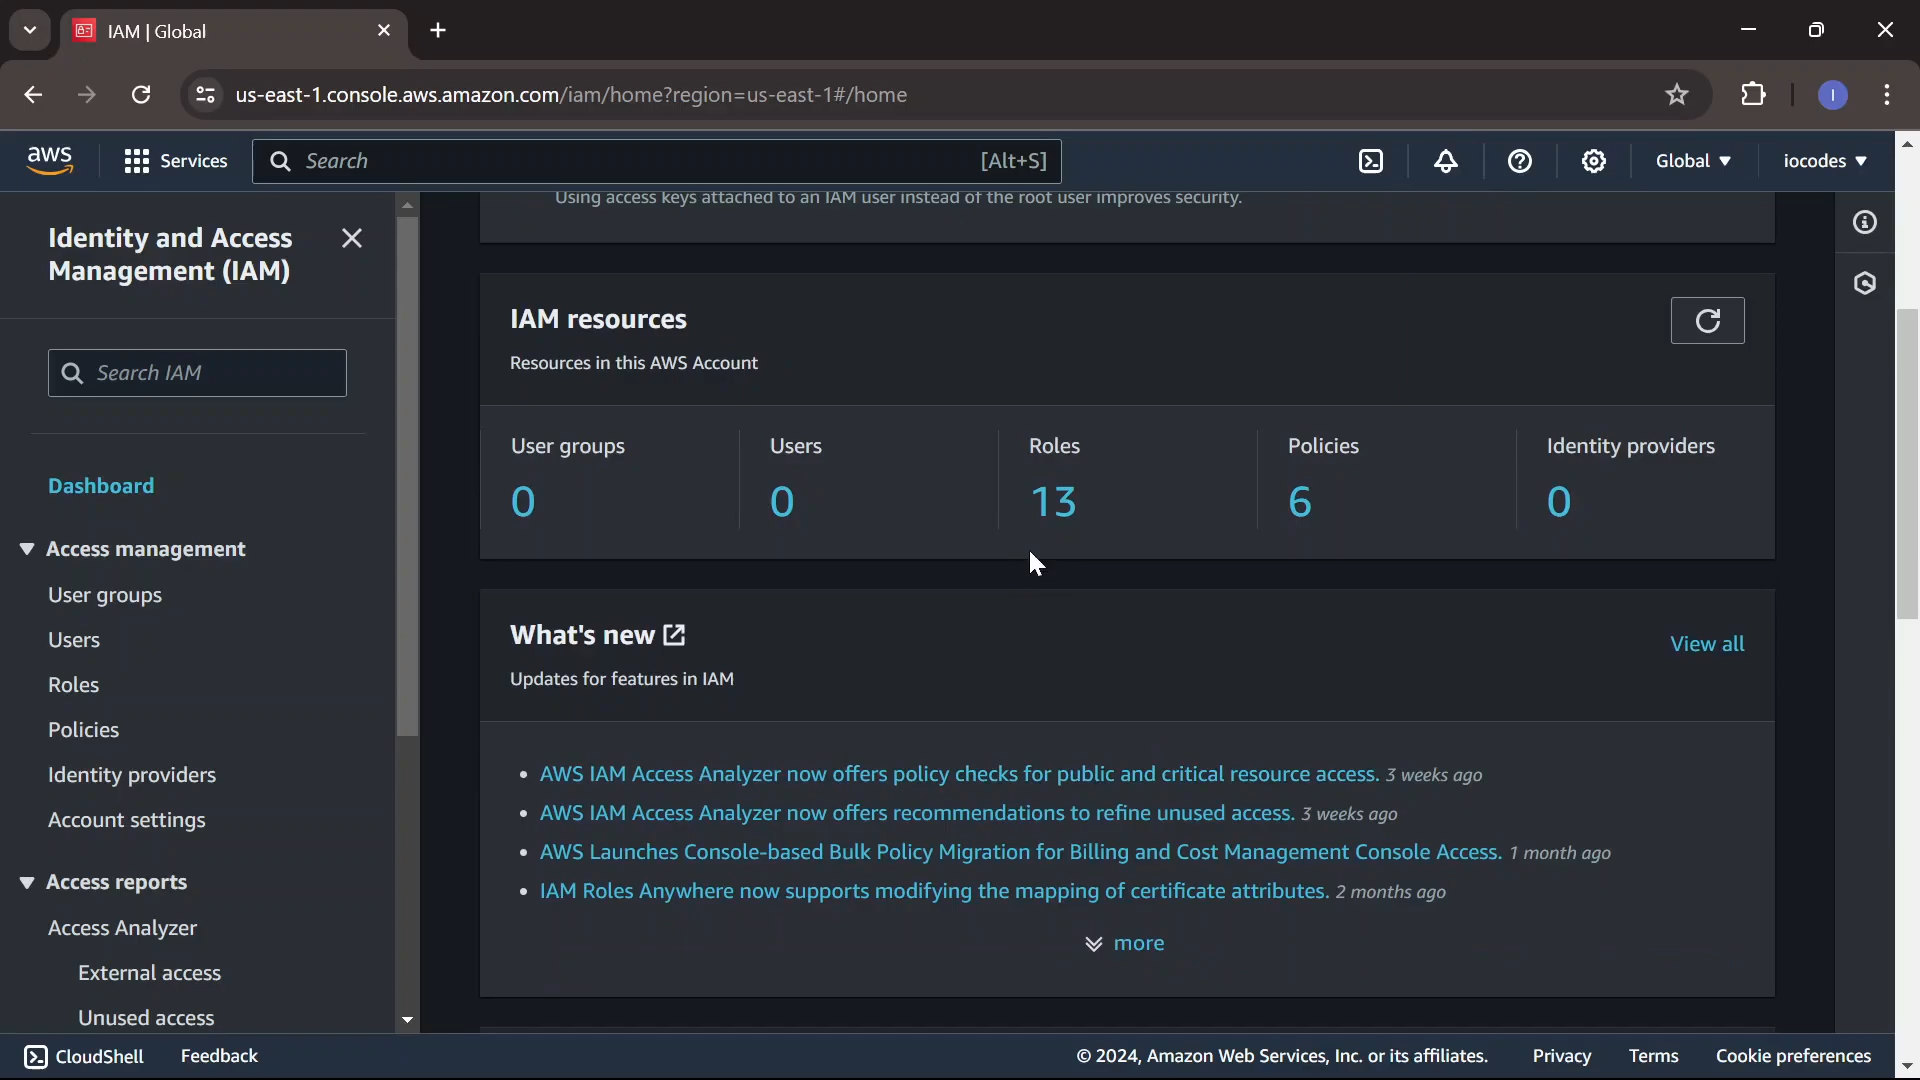 IAM | Global
us-east-1.console.aws.amazon.com/iam/home?region=us-east-1#/home
I
aws
Services
Search
[Alt+S]
Global
iocodes
Identity and Access
Management (IAM)
Search IAM
Dashboard
Access management
User groups
Users
Roles
Policies
Identity providers
Account settings
Access reports
Access Analyzer
External access
Unused access
Using access keys attached to an IAM user instead of the root user improves security.
IAM resources
Resources in this AWS Account
User groups
0
Users
0
Roles
13
Policies
6
Identity providers
0
What's new
View all
Updates for features in IAM
AWS IAM Access Analyzer now offers policy checks for public and critical resource access. 3 weeks ago
AWS IAM Access Analyzer now offers recommendations to refine unused access. 3 weeks ago
AWS Launches Console-based Bulk Policy Migration for Billing and Cost Management Console Access. 1 month ago
IAM Roles Anywhere now supports modifying the mapping of certificate attributes. 2 months ago
more
CloudShell
Feedback
© 2024, Amazon Web Services, Inc. or its affiliates.
Privacy
Terms
Cookie preferences